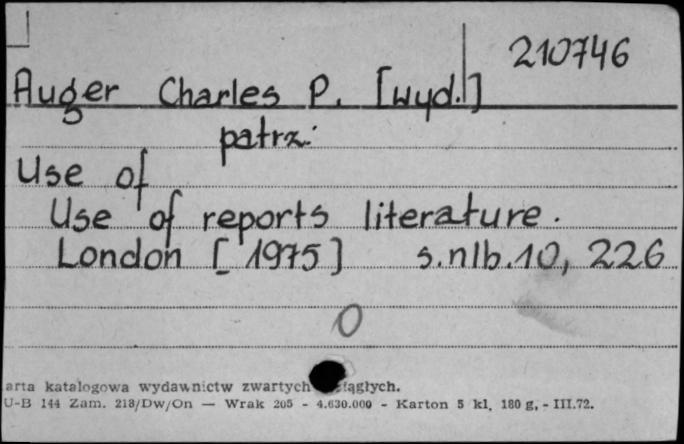 210746
Auger Charles P. [wyd.]
patrz:
Use of
Use of reports literature.
London [1975] s.nlb.10, 226
0
arta katalogowa wydawnictw zwartych ciągłych.
U-B 144 Zam. 218/Dw/On — Wrak 205 - 4.630.000 - Karton 5 kl. 180 g, - III.72.